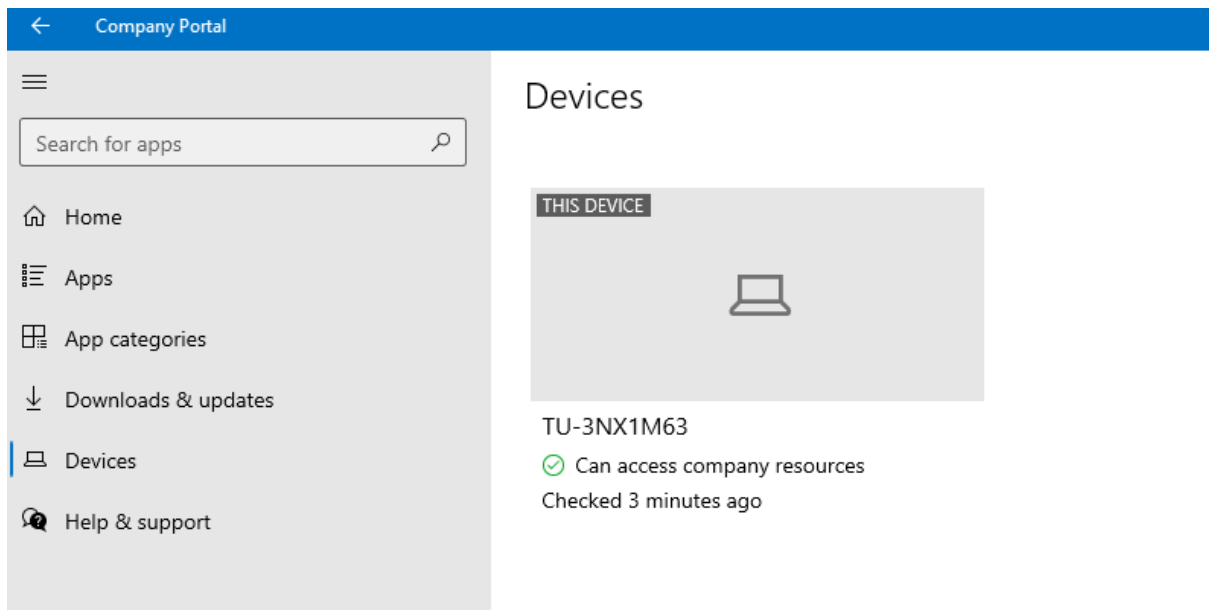 Company Portal
Search for apps
Home
Apps
App categories
Downloads & updates
Devices
Help & support
Devices
THIS DEVICE
TU-3NX1M63
Can access company resources
Checked 3 minutes ago